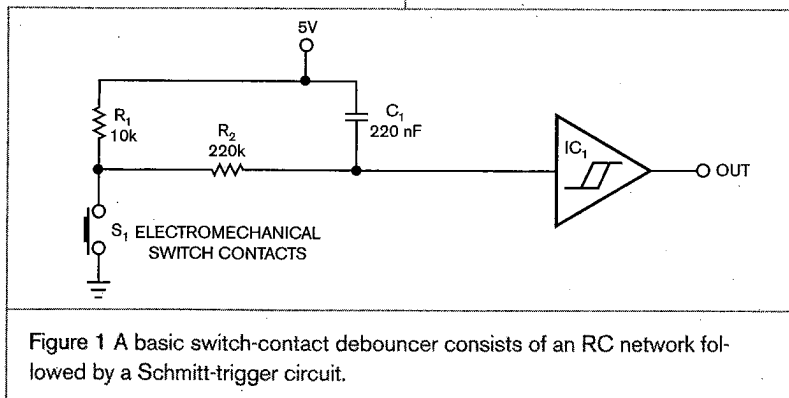 5V
R1
10k
R2
220k
C1
220 nF
IC1
OUT
S1 ELECTROMECHANICAL
SWITCH CONTACTS
Figure 1 A basic switch-contact debouncer consists of an RC network fol-
lowed by a Schmitt-trigger circuit.